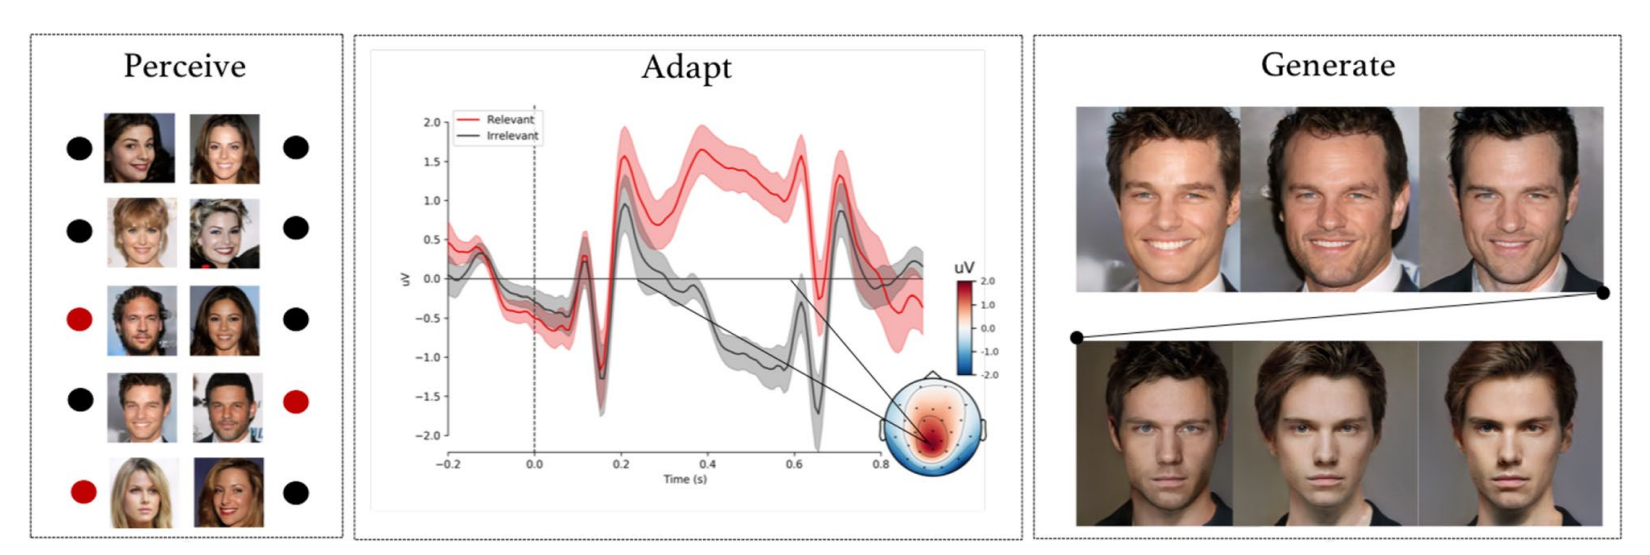 Perceive
Adapt
Generate
Relevant
Irrelevant
2.0
1.5
1.0
0.5
0.0
−0.5
−1.0
−1.5
−2.0
uV
−0.2
0.0
0.2
0.4
0.6
0.8
Time (s)
uV
2.0
1.0
0.0
-1.0
-2.0